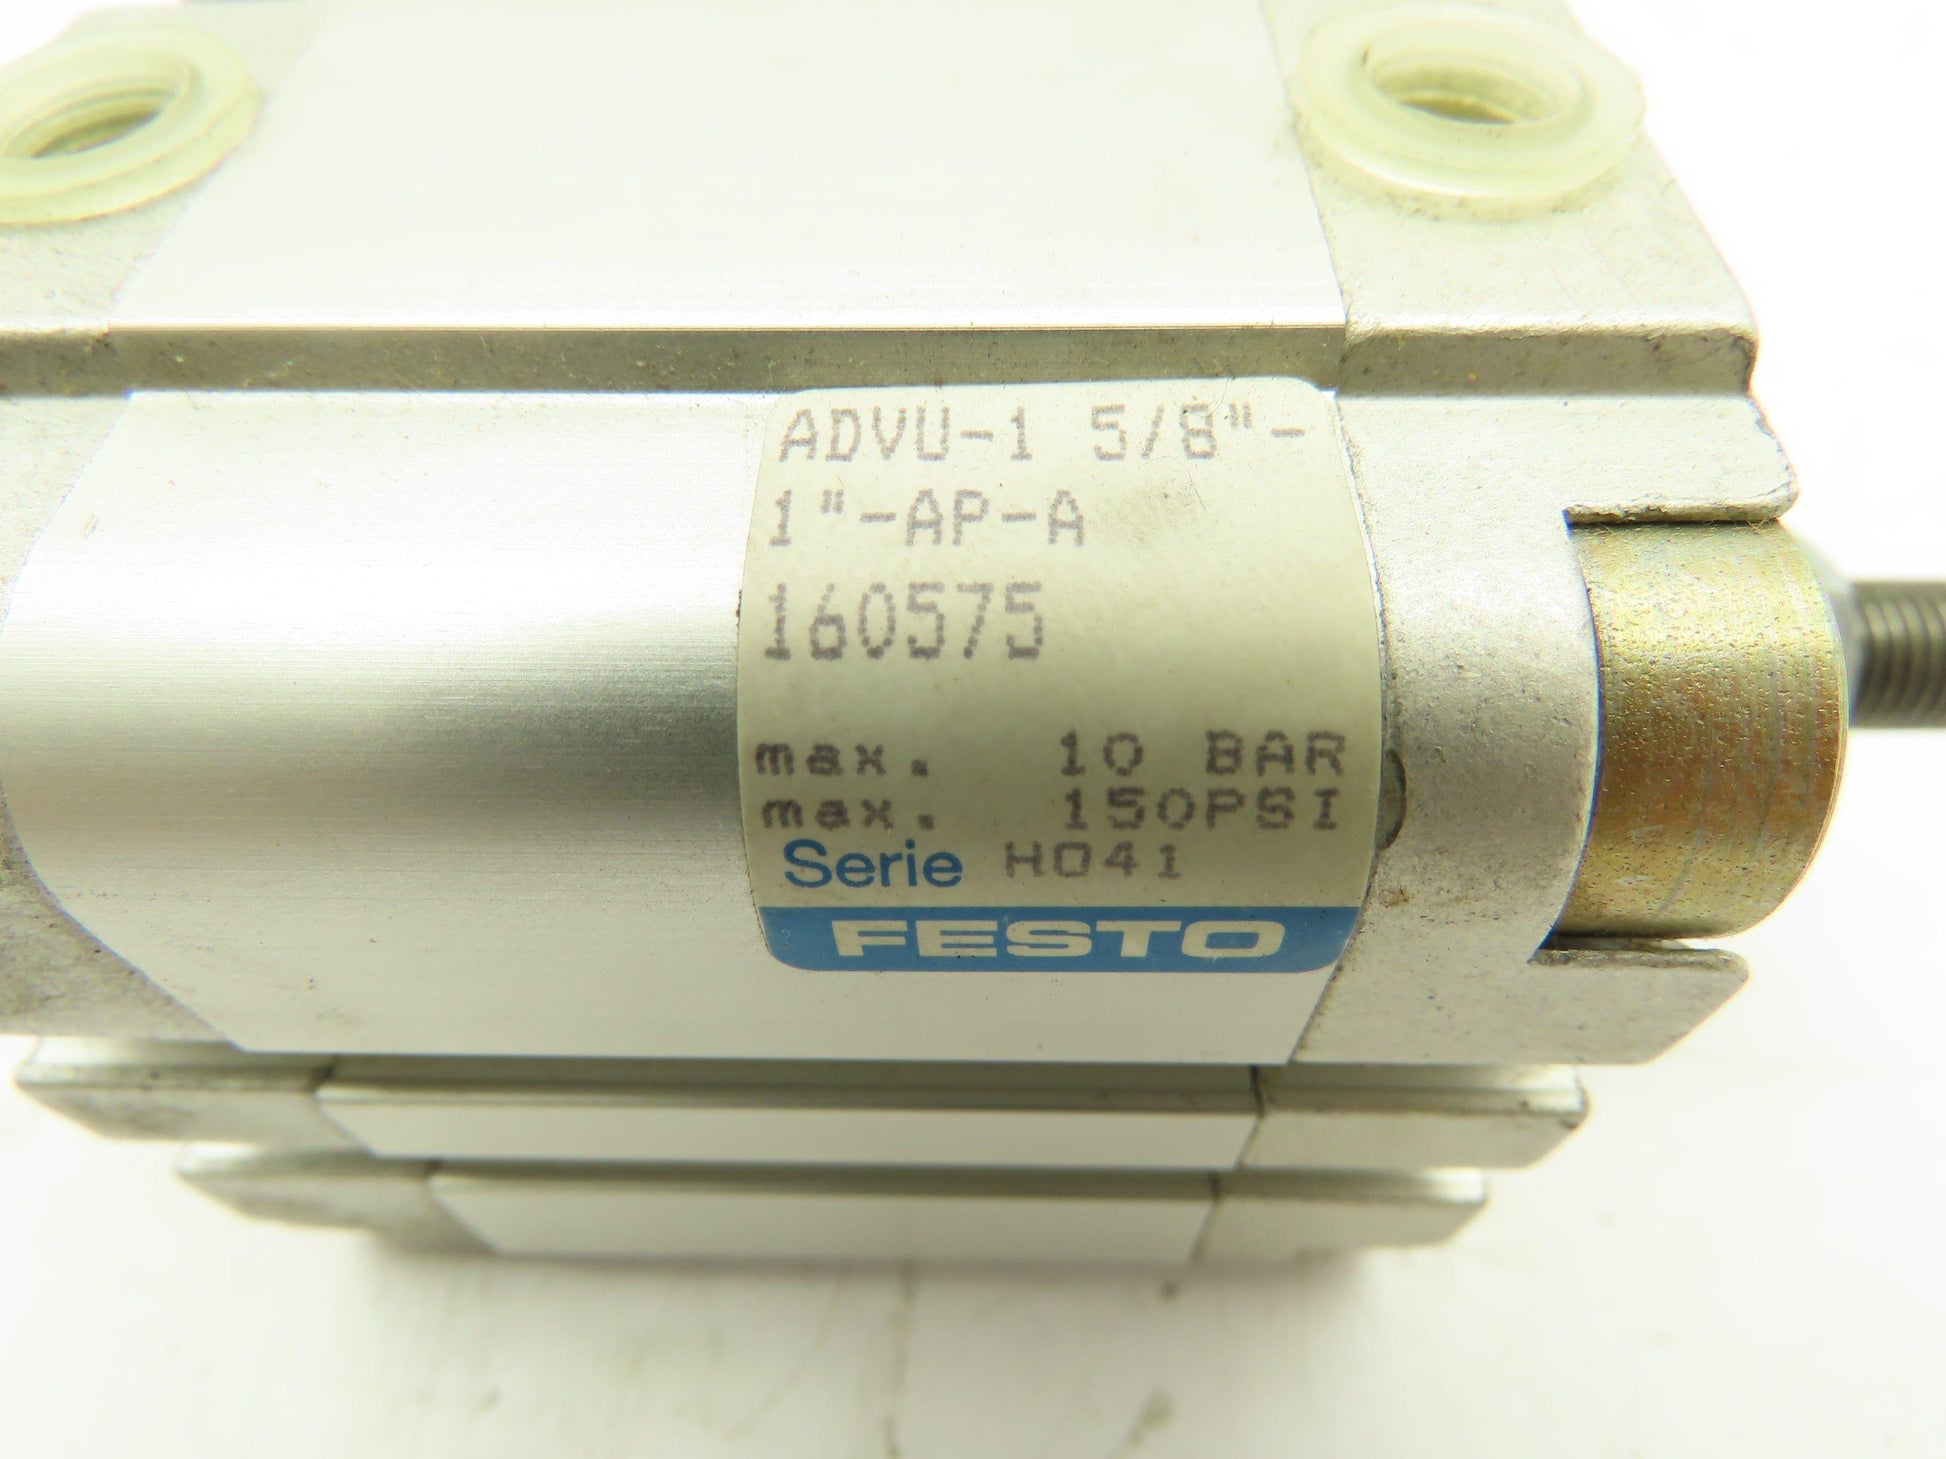 ADVU-1 5/8"-
1"-AP-A
160575
max. 10 BAR
max. 150PSI
Serie H041
FESTO